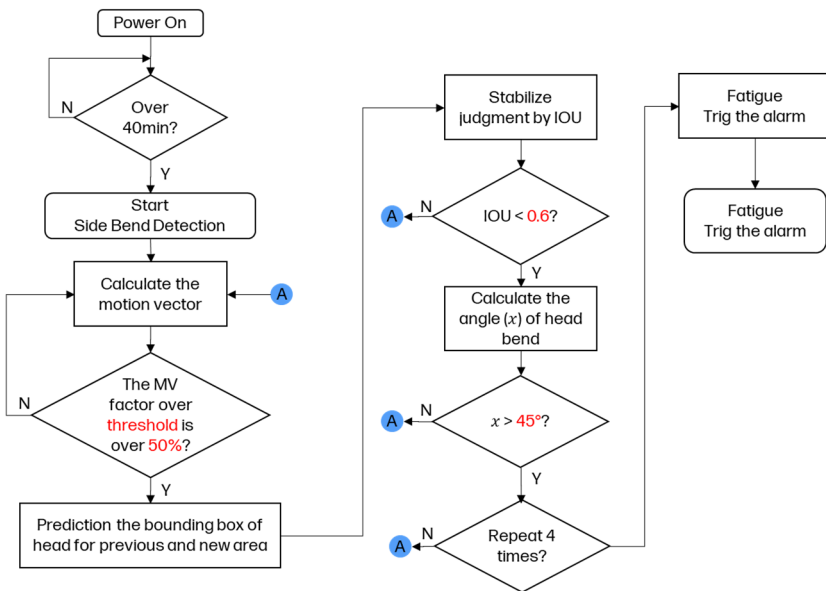 Power On
Over
40min?
N
Y
Start
Side Bend Detection
Calculate the
motion vector
A
The MV
factor over
threshold is
over 50%?
N
Y
Prediction the bounding box of
head for previous and new area
Stabilize
judgment by IOU
IOU < 0.6?
N
A
Y
Calculate the
angle (x) of head
bend
x > 45°?
N
A
Y
Repeat 4
times?
N
A
Fatigue
Trig the alarm
Fatigue
Trig the alarm